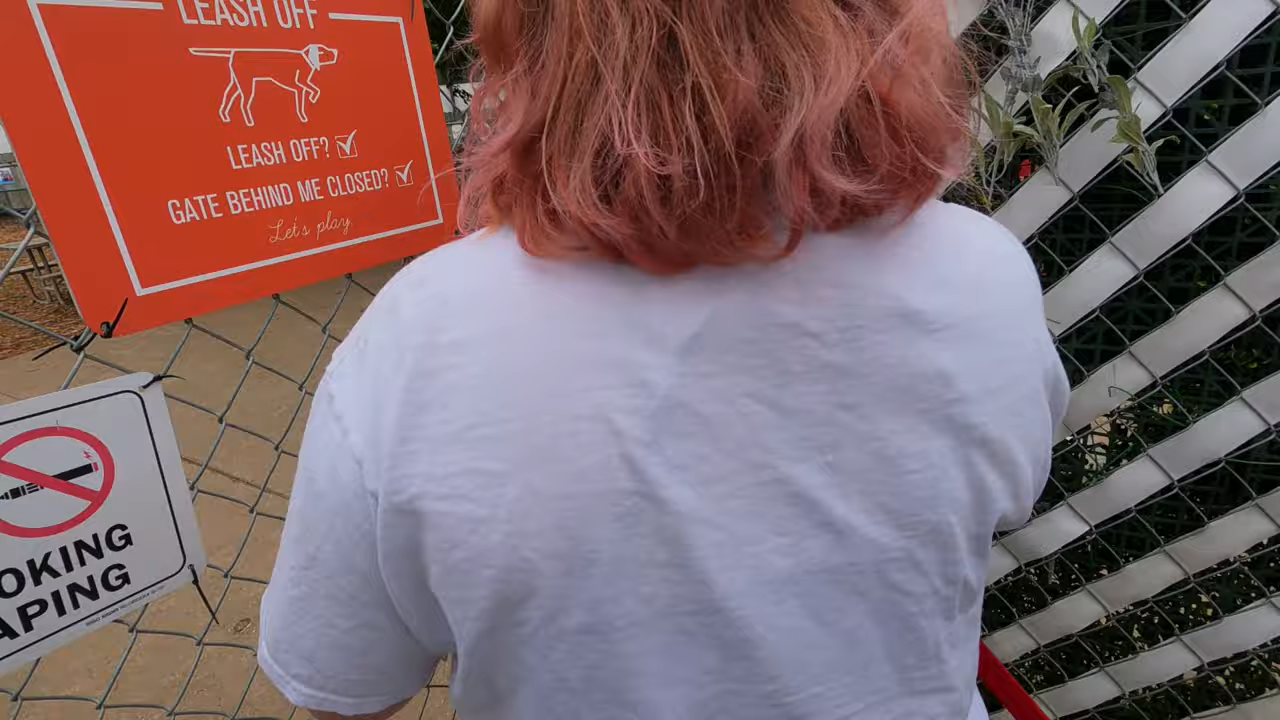 LEASH OFF
LEASH OFF?
GATE BEHIND ME CLOSED?
Let's play
OKING
APING